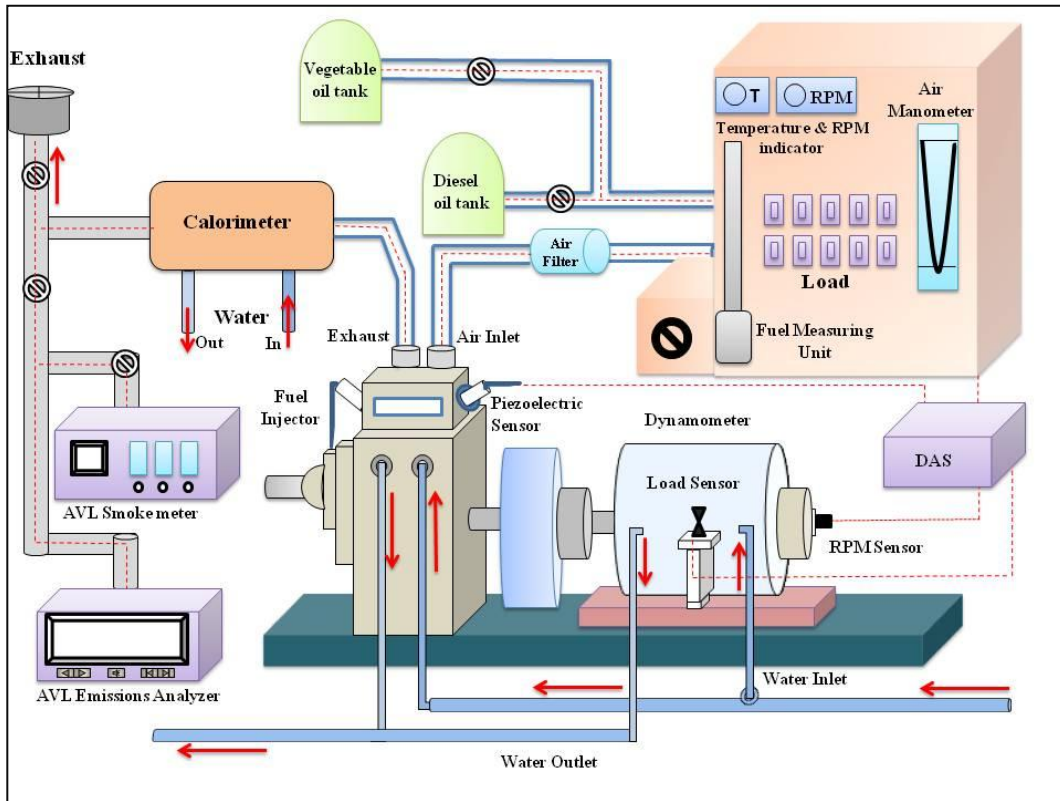 Exhaust
Vegetable
oil tank
T
RPM
Air
Manometer
Temperature & RPM
indicator
Diesel
oil tank
Calorimeter
Air
Filter
Load
Water
Out
In
Exhaust
Air Inlet
Fuel Measuring
Unit
Fuel
Injector
Piezoelectric
Sensor
Dynamometer
DAS
Load Sensor
AVL Smoke meter
RPM Sensor
Water Inlet
AVL Emissions Analyzer
Water Outlet